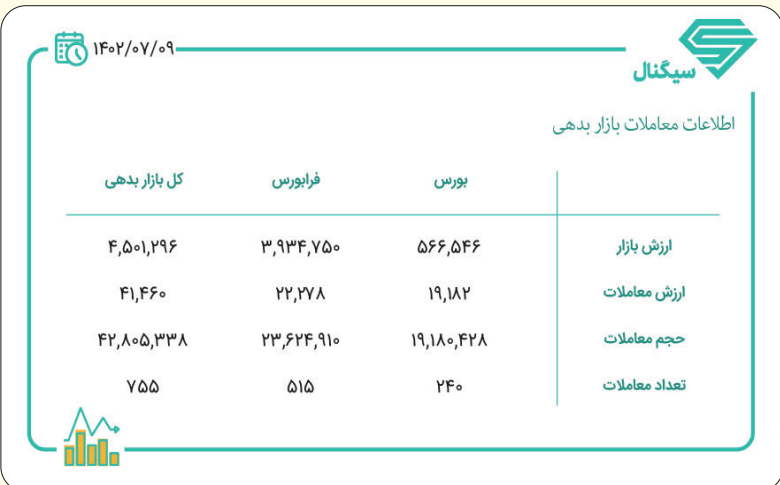 سیگنال
۱۴۰۲/۰۷/۰۹
اطلاعات معاملات بازار بدهی
بورس فرابورس کل بازار بدهی
ارزش بازار ۵۶۶,۵۴۶ ۳,۹۳۴,۷۵۰ ۴,۵۰۱,۲۹۶
ارزش معاملات ۱۹,۱۸۲ ۲۲,۲۷۸ ۴۱,۴۶۰
حجم معاملات ۱۹,۱۸۰,۴۲۸ ۲۳,۶۲۴,۹۱۰ ۴۲,۸۰۵,۳۳۸
تعداد معاملات ۲۴۰ ۵۱۵ ۷۵۵